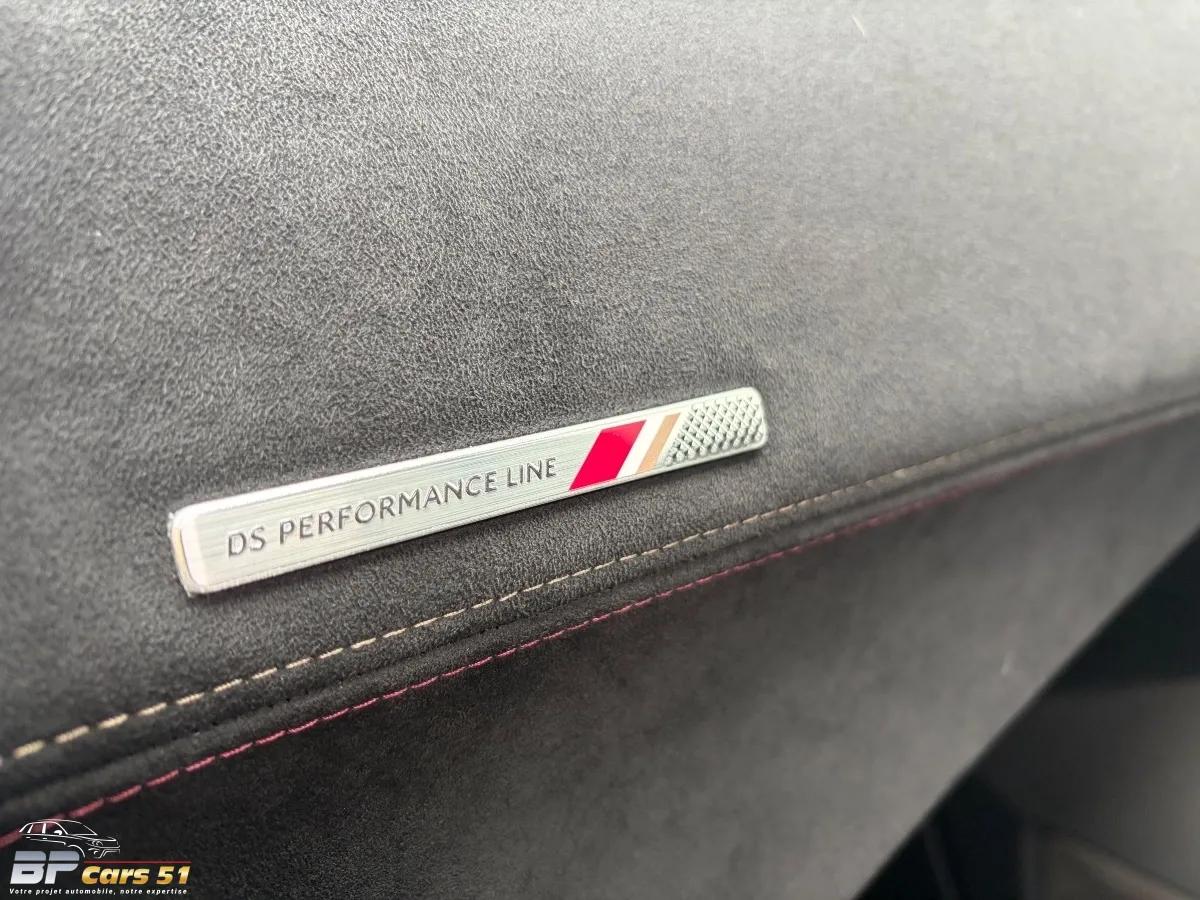 DS PERFORMANCE LINE
BP Cars 51
Votre projet automobile, notre expertise